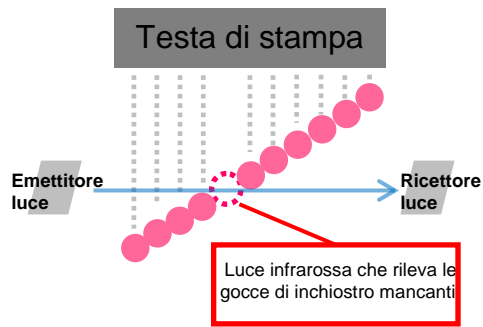 Testa di stampa
Emettitore
luce
Ricettore
luce
Luce infrarossa che rileva le
gocce di inchiostro mancanti